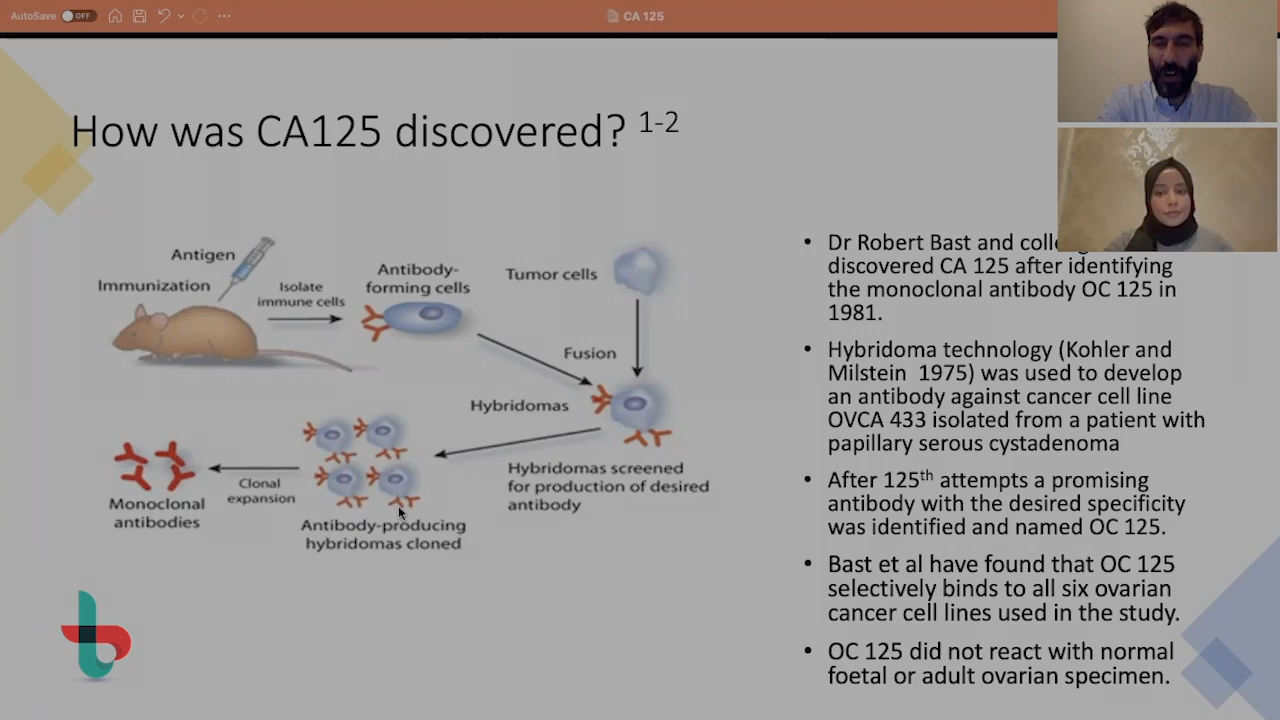 AutoSave OFF
CA 125
How was CA125 discovered? 1-2
Antigen
Immunization
Isolate
immune cells
Antibody-
forming cells
Tumor cells
Fusion
Hybridomas
Hybridomas screened
for production of desired
antibody
Antibody-producing
hybridomas cloned
Clonal
expansion
Monoclonal
antibodies
• Dr Robert Bast and
discovered CA 125 after identifying
the monoclonal antibody OC 125 in
1981.
• Hybridoma technology (Kohler and
Milstein 1975) was used to develop
an antibody against cancer cell line
OVCA 433 isolated from a patient with
papillary serous cystadenoma
• After 125th attempts a promising
antibody with the desired specificity
was identified and named OC 125.
• Bast et al have found that OC 125
selectively binds to all six ovarian
cancer cell lines used in the study.
• OC 125 did not react with normal
foetal or adult ovarian specimen.